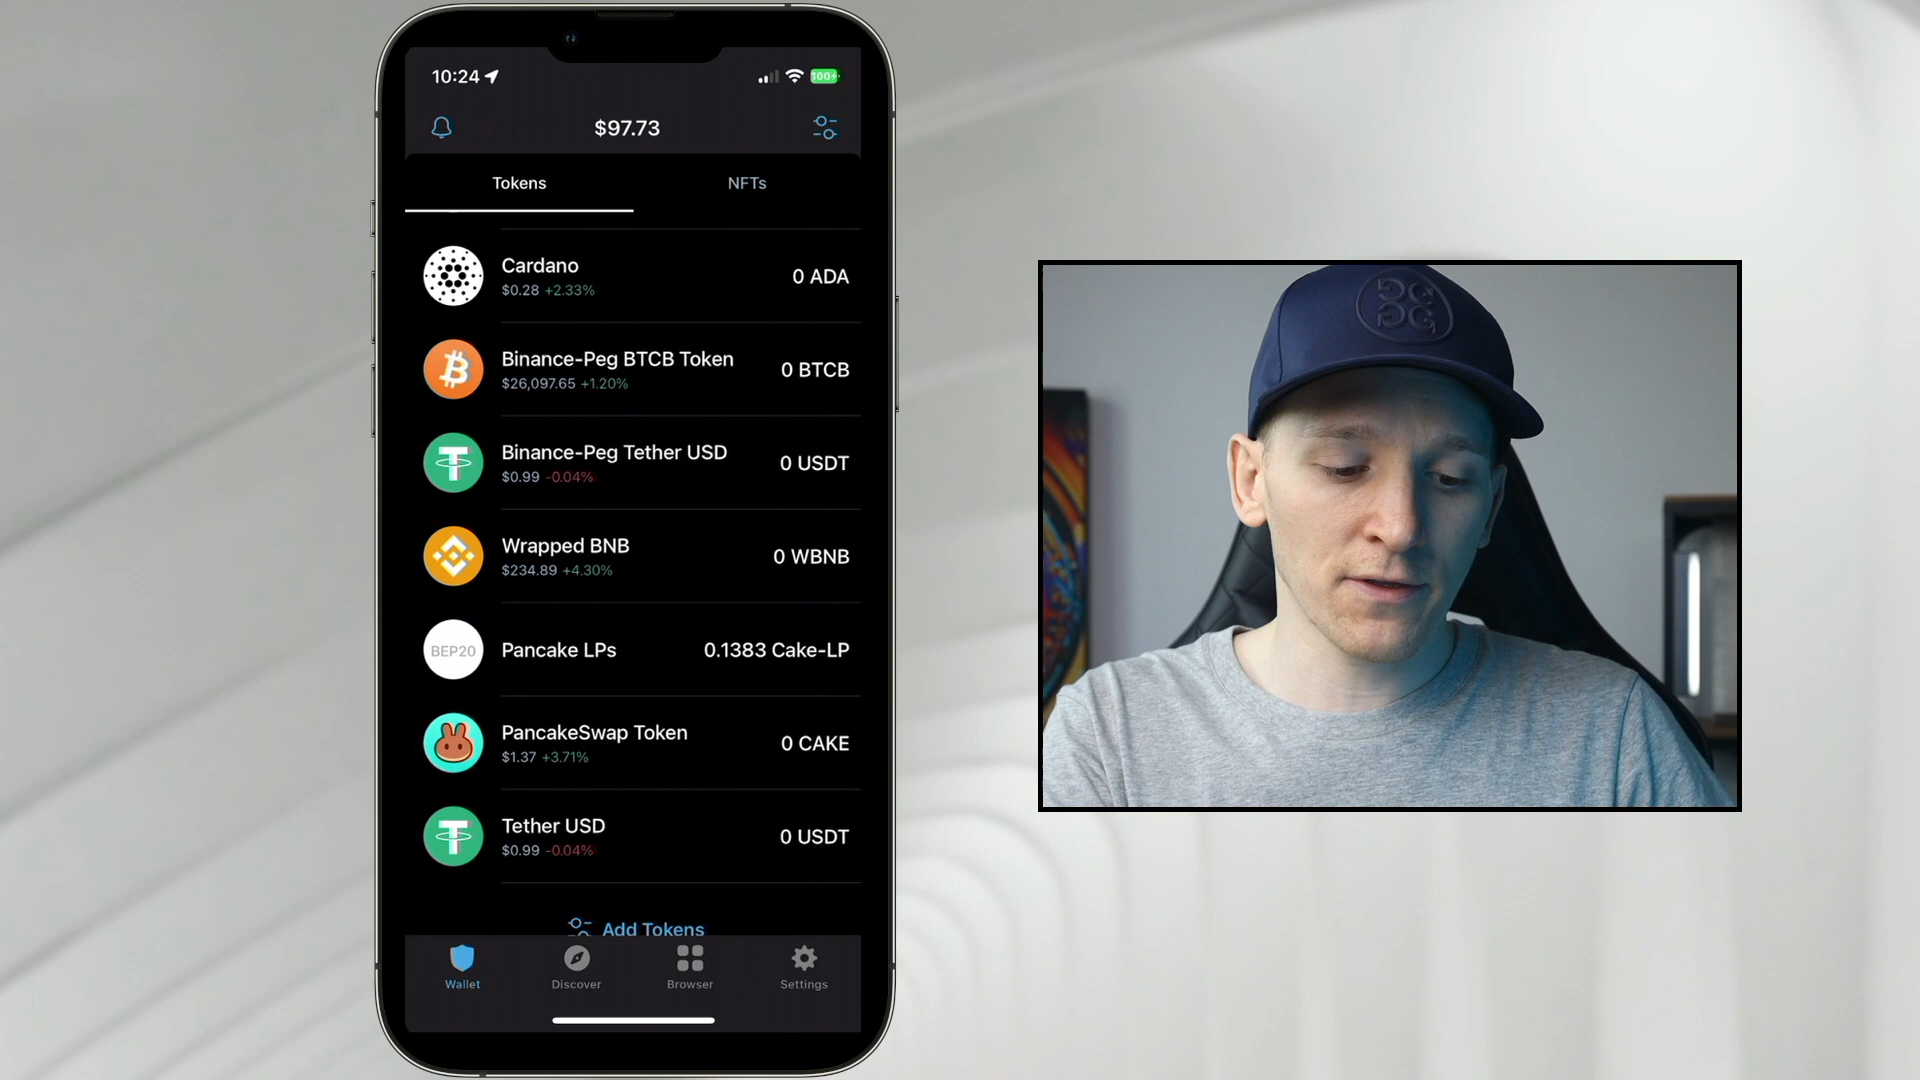 10:24
100
$97.73
Tokens
NFTs
Cardano
0 ADA
$0.28 +2.33%
Binance-Peg BTCB Token
0 BTCB
$26,097.65 +1.20%
Binance-Peg Tether USD
0 USDT
$0.99 -0.04%
Wrapped BNB
0 WBNB
$234.89 +4.30%
BEP20
Pancake LPs
0.1383 Cake-LP
PancakeSwap Token
0 CAKE
$1.37 +3.71%
Tether USD
0 USDT
$0.99 -0.04%
Add Tokens
Wallet
Discover
Browser
Settings